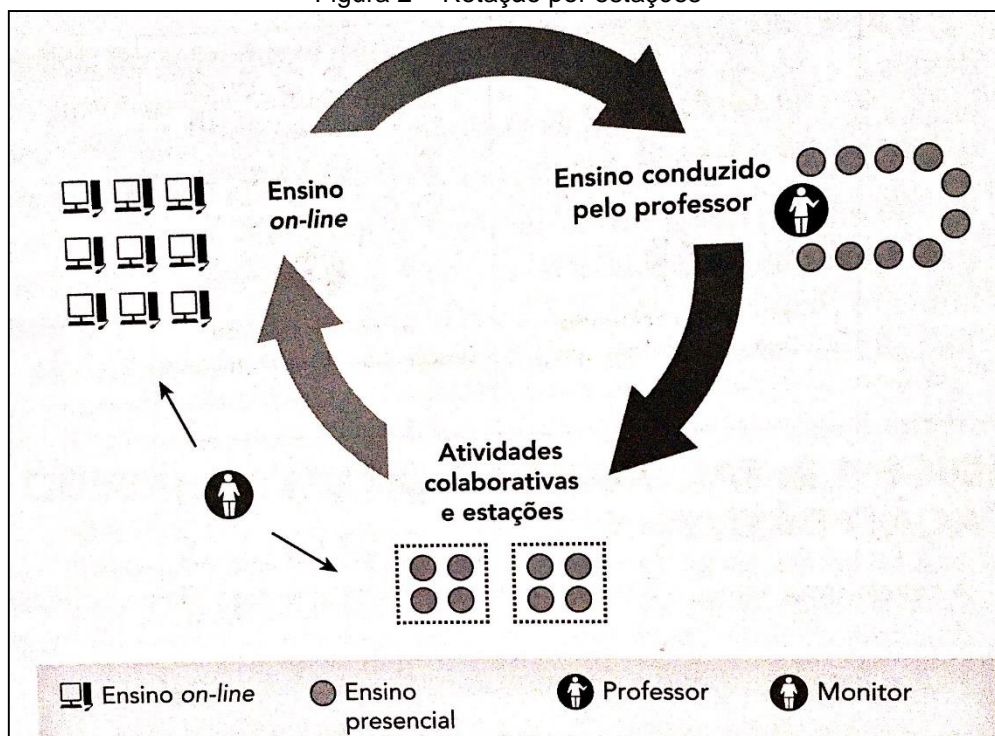 Figura 2 – Rotação por estações
Ensino
on-line
Ensino conduzido
pelo professor
Atividades
colaborativas
e estações
Ensino on-line
Ensino
presencial
Professor
Monitor